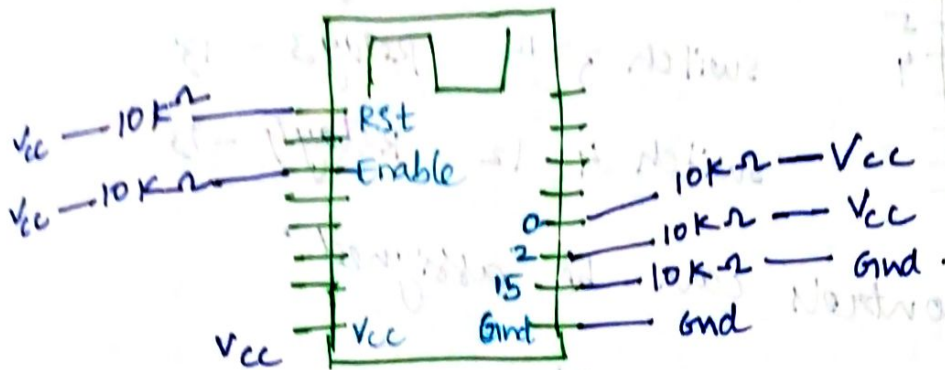 Vcc 10KΩ Rst
Vcc 10KΩ Enable
0 10KΩ Vcc
2 10KΩ Vcc
15 10KΩ Gnd.
Vcc Vcc Gnd Gnd